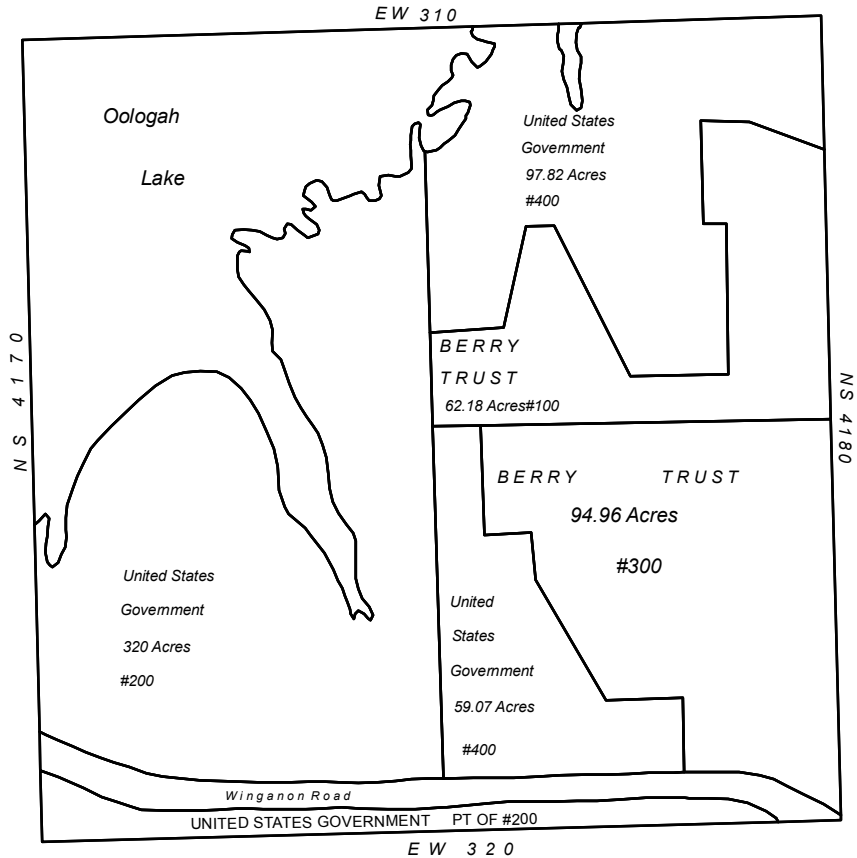 EW 310
Oologah
Lake
United States
Government
97.82 Acres
#400
NS 4170
BERRY
TRUST
62.18 Acres#100
NS 4180
BERRY TRUST
94.96 Acres
#300
United States
Government
320 Acres
#200
United
States
Government
59.07 Acres
#400
Winganon Road
UNITED STATES GOVERNMENT PT OF #200
EW 320